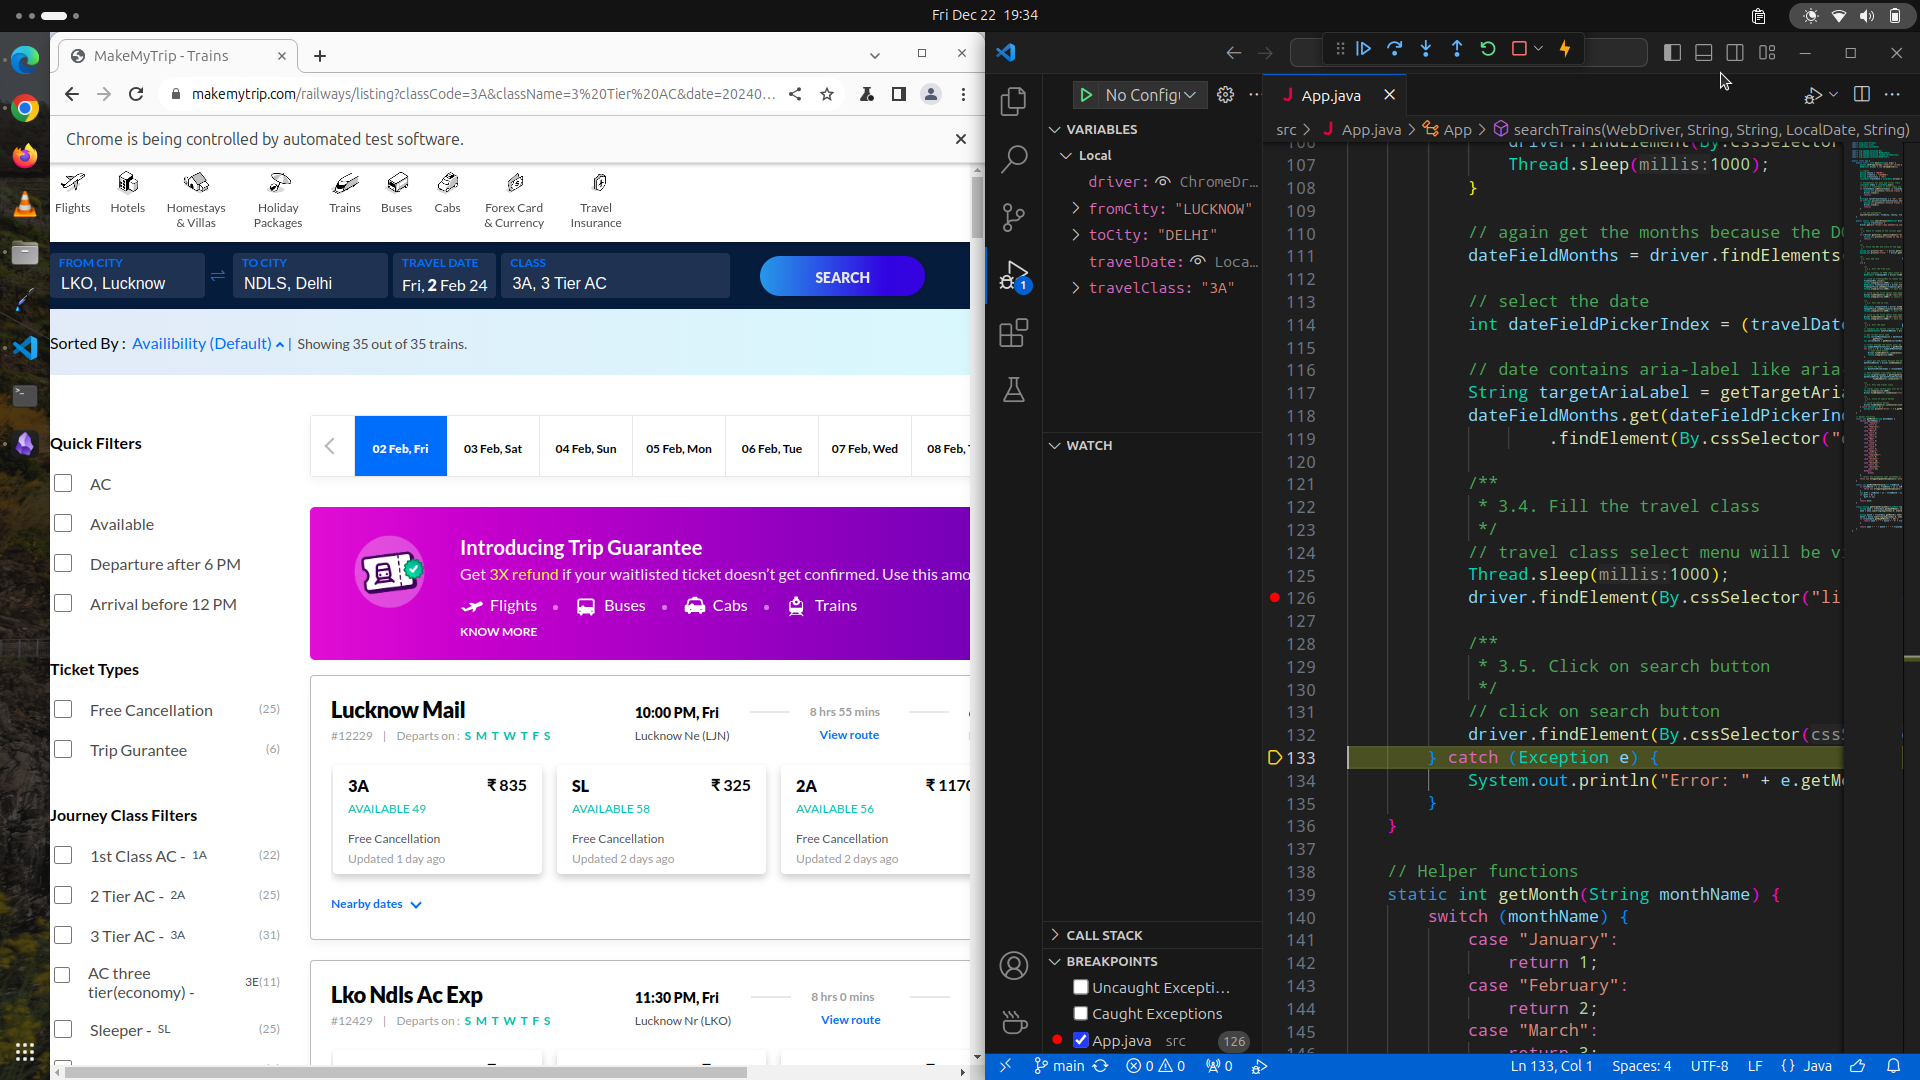 Fri Dec 22 19:34
MakeMyTrip - Trains
makemytrip.com/railways/listing?classCode=3A&className=3%20Tier%20AC&date=20240...
Chrome is being controlled by automated test software.
Flights
Hotels
Homestays & Villas
Holiday Packages
Trains
Buses
Cabs
Forex Card & Currency
Travel Insurance
FROM CITY
LKO, Lucknow
TO CITY
NDLS, Delhi
TRAVEL DATE
Fri, 2 Feb 24
CLASS
3A, 3 Tier AC
SEARCH
Sorted By : Availibility (Default) | Showing 35 out of 35 trains.
Quick Filters
AC
Available
Departure after 6 PM
Arrival before 12 PM
Ticket Types
Free Cancellation (25)
Trip Gurantee (6)
Journey Class Filters
1st Class AC - 1A (22)
2 Tier AC - 2A (25)
3 Tier AC - 3A (31)
AC three tier(economy) - 3E(11)
Sleeper - SL (25)
02 Feb, Fri
03 Feb, Sat
04 Feb, Sun
05 Feb, Mon
06 Feb, Tue
07 Feb, Wed
08 Feb,
Introducing Trip Guarantee
Get 3X refund if your waitlisted ticket doesn't get confirmed. Use this amo
Flights • Buses • Cabs • Trains
KNOW MORE
Lucknow Mail
#12229 | Departs on : S M T W T F S
10:00 PM, Fri
Lucknow Ne (LJN)
8 hrs 55 mins
View route
3A ₹ 835
AVAILABLE 49
Free Cancellation
Updated 1 day ago
SL ₹ 325
AVAILABLE 58
Free Cancellation
Updated 2 days ago
2A ₹ 1170
AVAILABLE 56
Free Cancellation
Updated 2 days ago
Nearby dates
Lko Ndls Ac Exp
#12429 | Departs on : S M T W T F S
11:30 PM, Fri
Lucknow Nr (LKO)
8 hrs 0 mins
View route
No Config
VARIABLES
Local
driver: ChromeDr...
fromCity: "LUCKNOW"
toCity: "DELHI"
travelDate: Loca...
travelClass: "3A"
WATCH
CALL STACK
BREAKPOINTS
Uncaught Excepti...
Caught Exceptions
App.java src 126
1
App.java
src > App.java > App > searchTrains(WebDriver, String, String, LocalDate, String)
106 driver.findElement(By.cssSelector
107 Thread.sleep(millis:1000);
108 }
109
110 // again get the months because the DO
111 dateFieldMonths = driver.findElements(
112
113 // select the date
114 int dateFieldPickerIndex = (travelDate
115
116 // date contains aria-label like aria
117 String targetAriaLabel = getTargetAria
118 dateFieldMonths.get(dateFieldPickerInd
119 .findElement(By.cssSelector("
120
121 /**
122 * 3.4. Fill the travel class
123 */
124 // travel class select menu will be vi
125 Thread.sleep(millis:1000);
126 driver.findElement(By.cssSelector("li
127
128 /**
129 * 3.5. Click on search button
130 */
131 // click on search button
132 driver.findElement(By.cssSelector(css
133 } catch (Exception e) {
134 System.out.println("Error: " + e.getMe
135 }
136 }
137
138 // Helper functions
139 static int getMonth(String monthName) {
140 switch (monthName) {
141 case "January":
142 return 1;
143 case "February":
144 return 2;
145 case "March":
146 return 3;
main
0 0
0
Ln 133, Col 1
Spaces: 4
UTF-8
LF
{ } Java